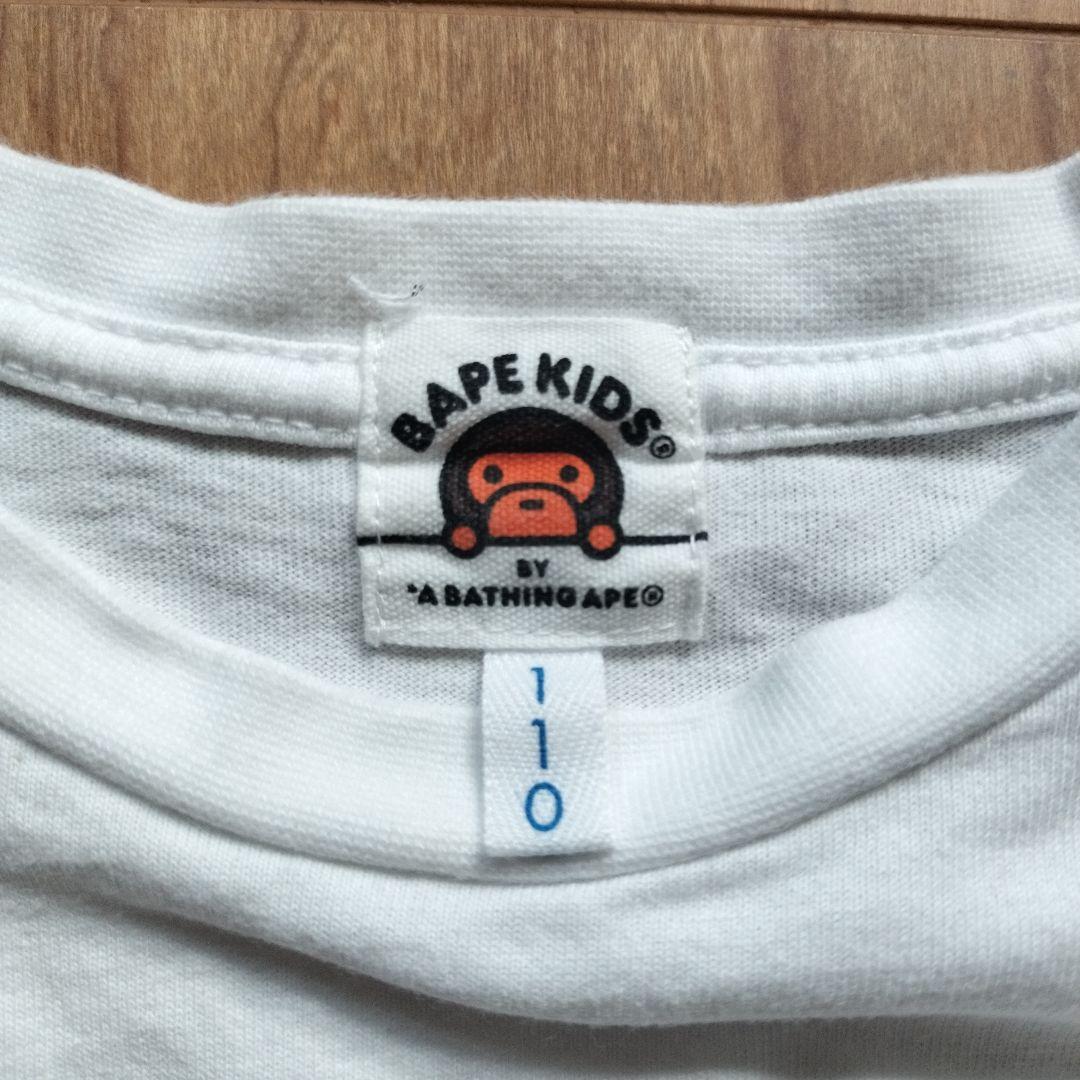 BAPE KIDS®
BY
"A BATHING APE®
110